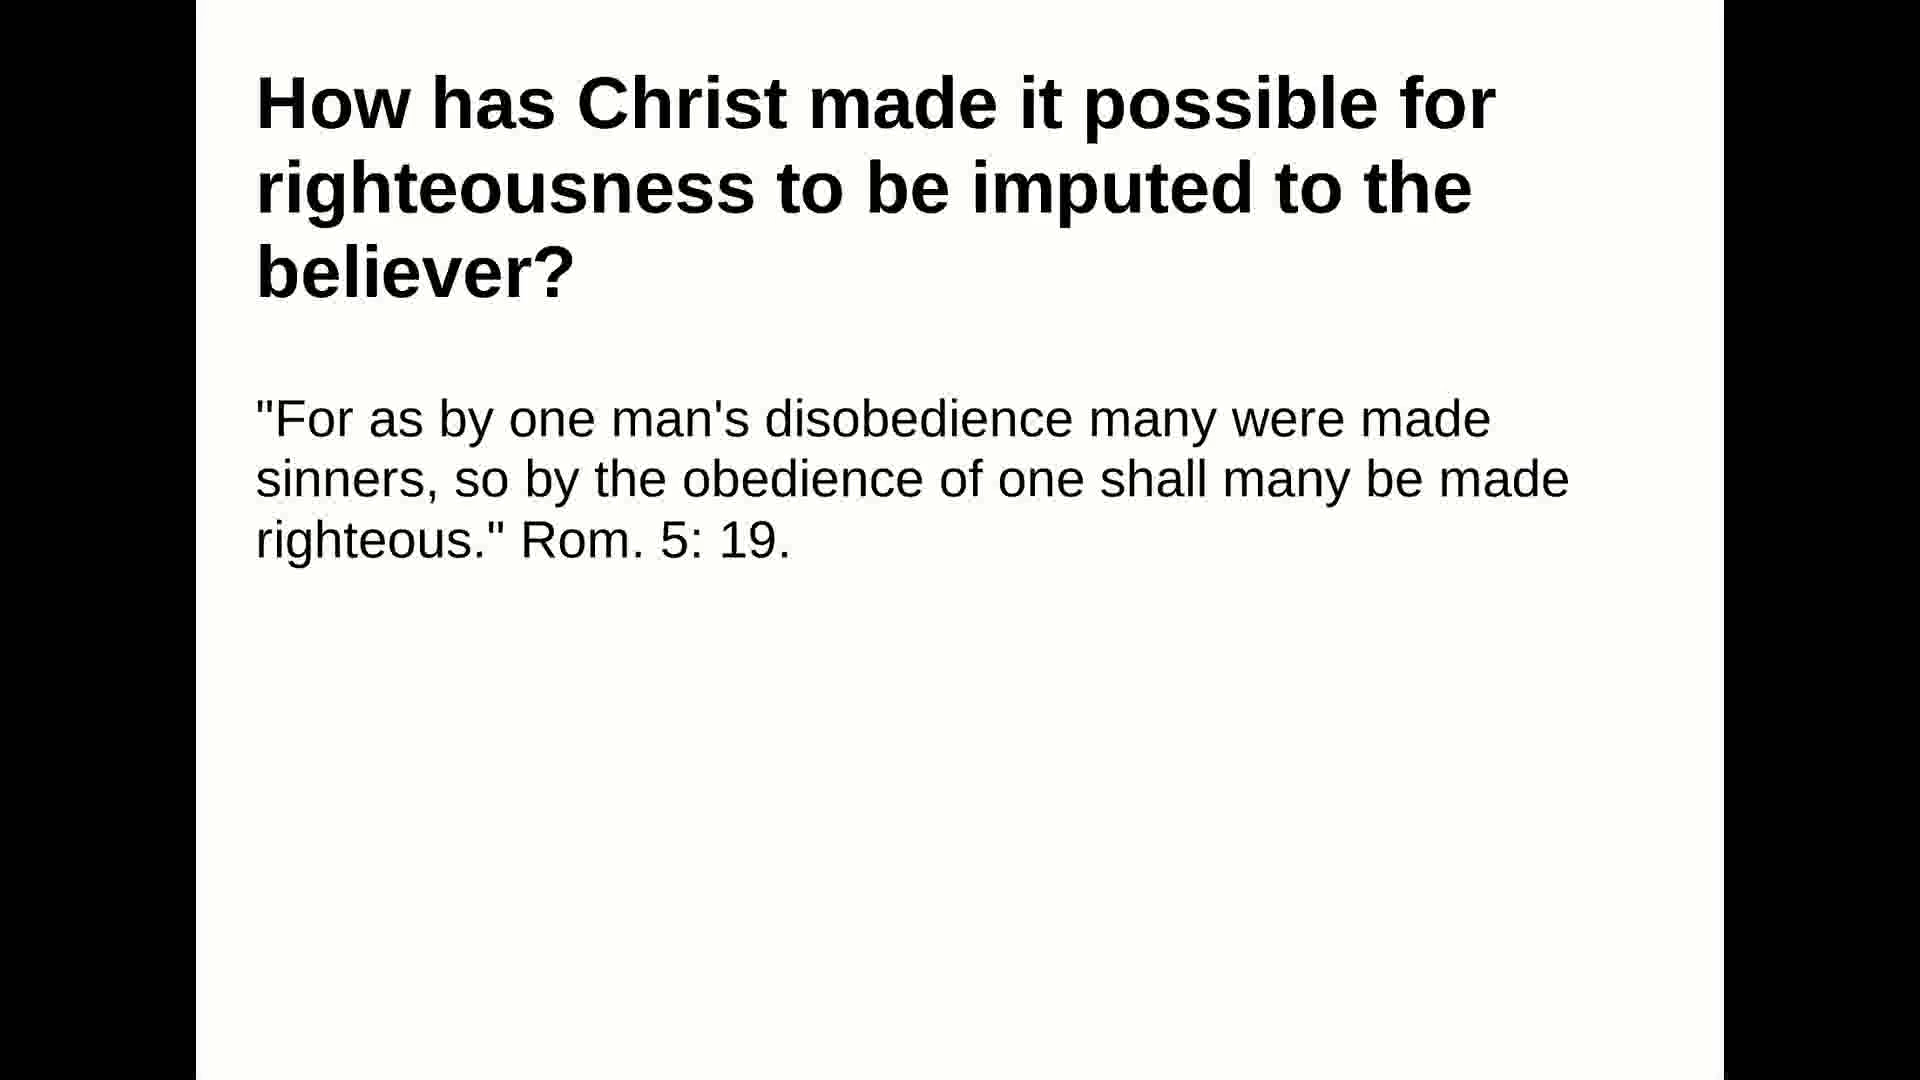 How has Christ made it possible for
righteousness to be imputed to the
believer?
"For as by one man's disobedience many were made
sinners, so by the obedience of one shall many be made
righteous." Rom. 5: 19.